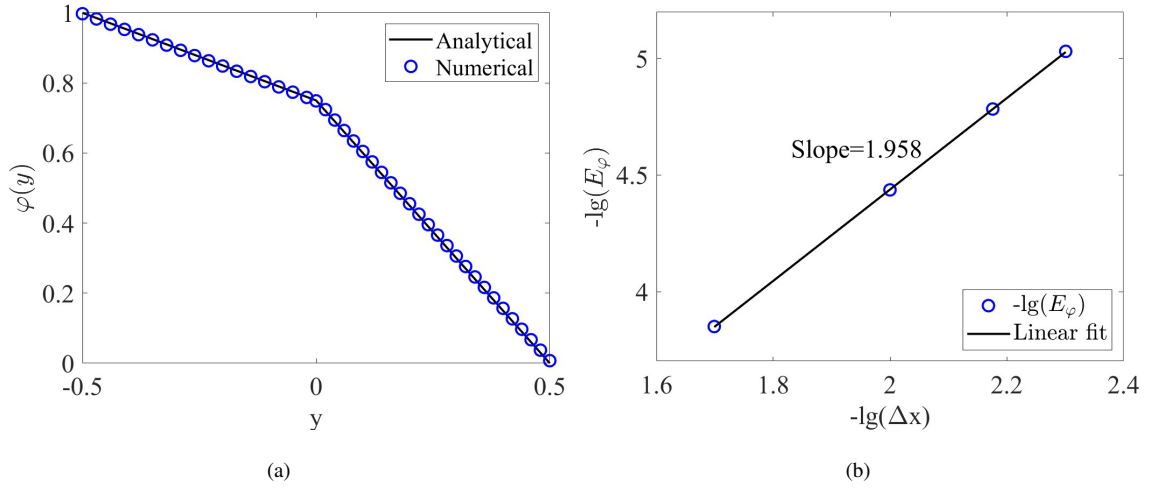 1
0.8
0.6
0.4
0.2
0
-0.5
0
0.5
φ(y)
y
Analytical
Numerical
(a)
5
4.5
4
1.6
1.8
2
2.2
2.4
-lg(Eφ)
-lg(Δx)
Slope=1.958
-lg(Eφ)
Linear fit
(b)